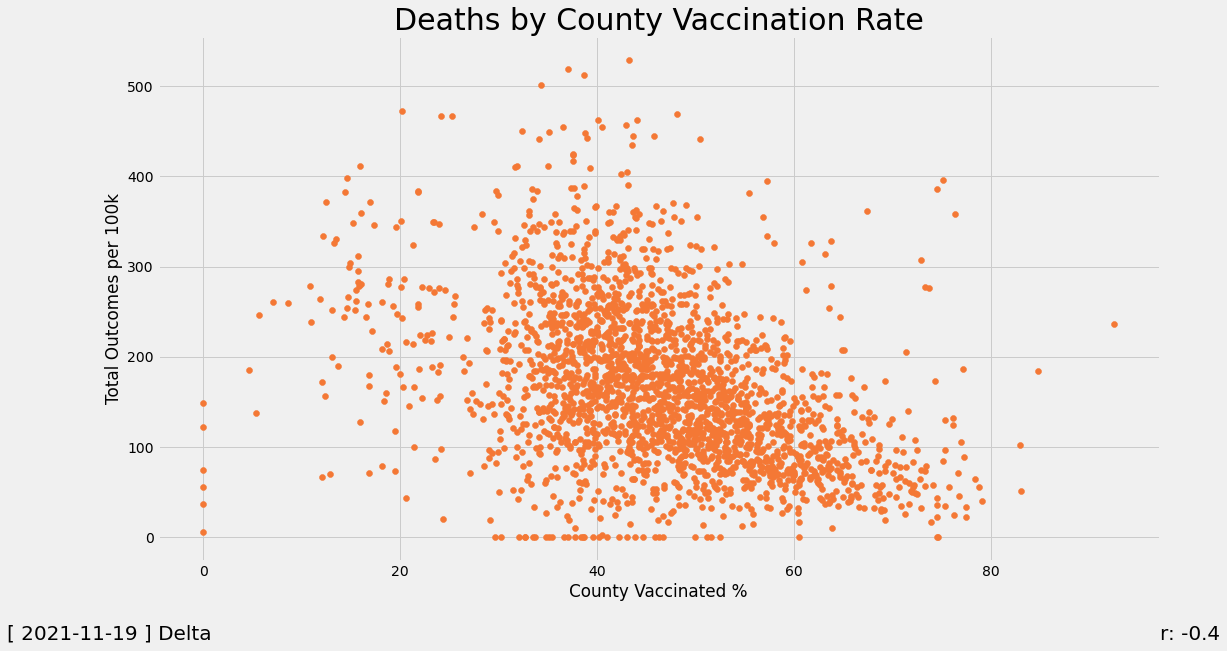 Deaths by County Vaccination Rate
Total Outcomes per 100k
500
400
300
200
100
0
0 20 40 60 80
County Vaccinated %
[ 2021-11-19 ] Delta
r: -0.4